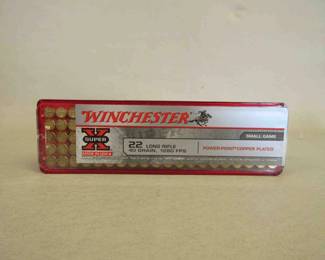 WINCHESTER
SMALL GAME
X
SUPER
22 LONG RIFLE
40 GRAIN, 1280 FPS
POWER-POINT® COPPER PLATED